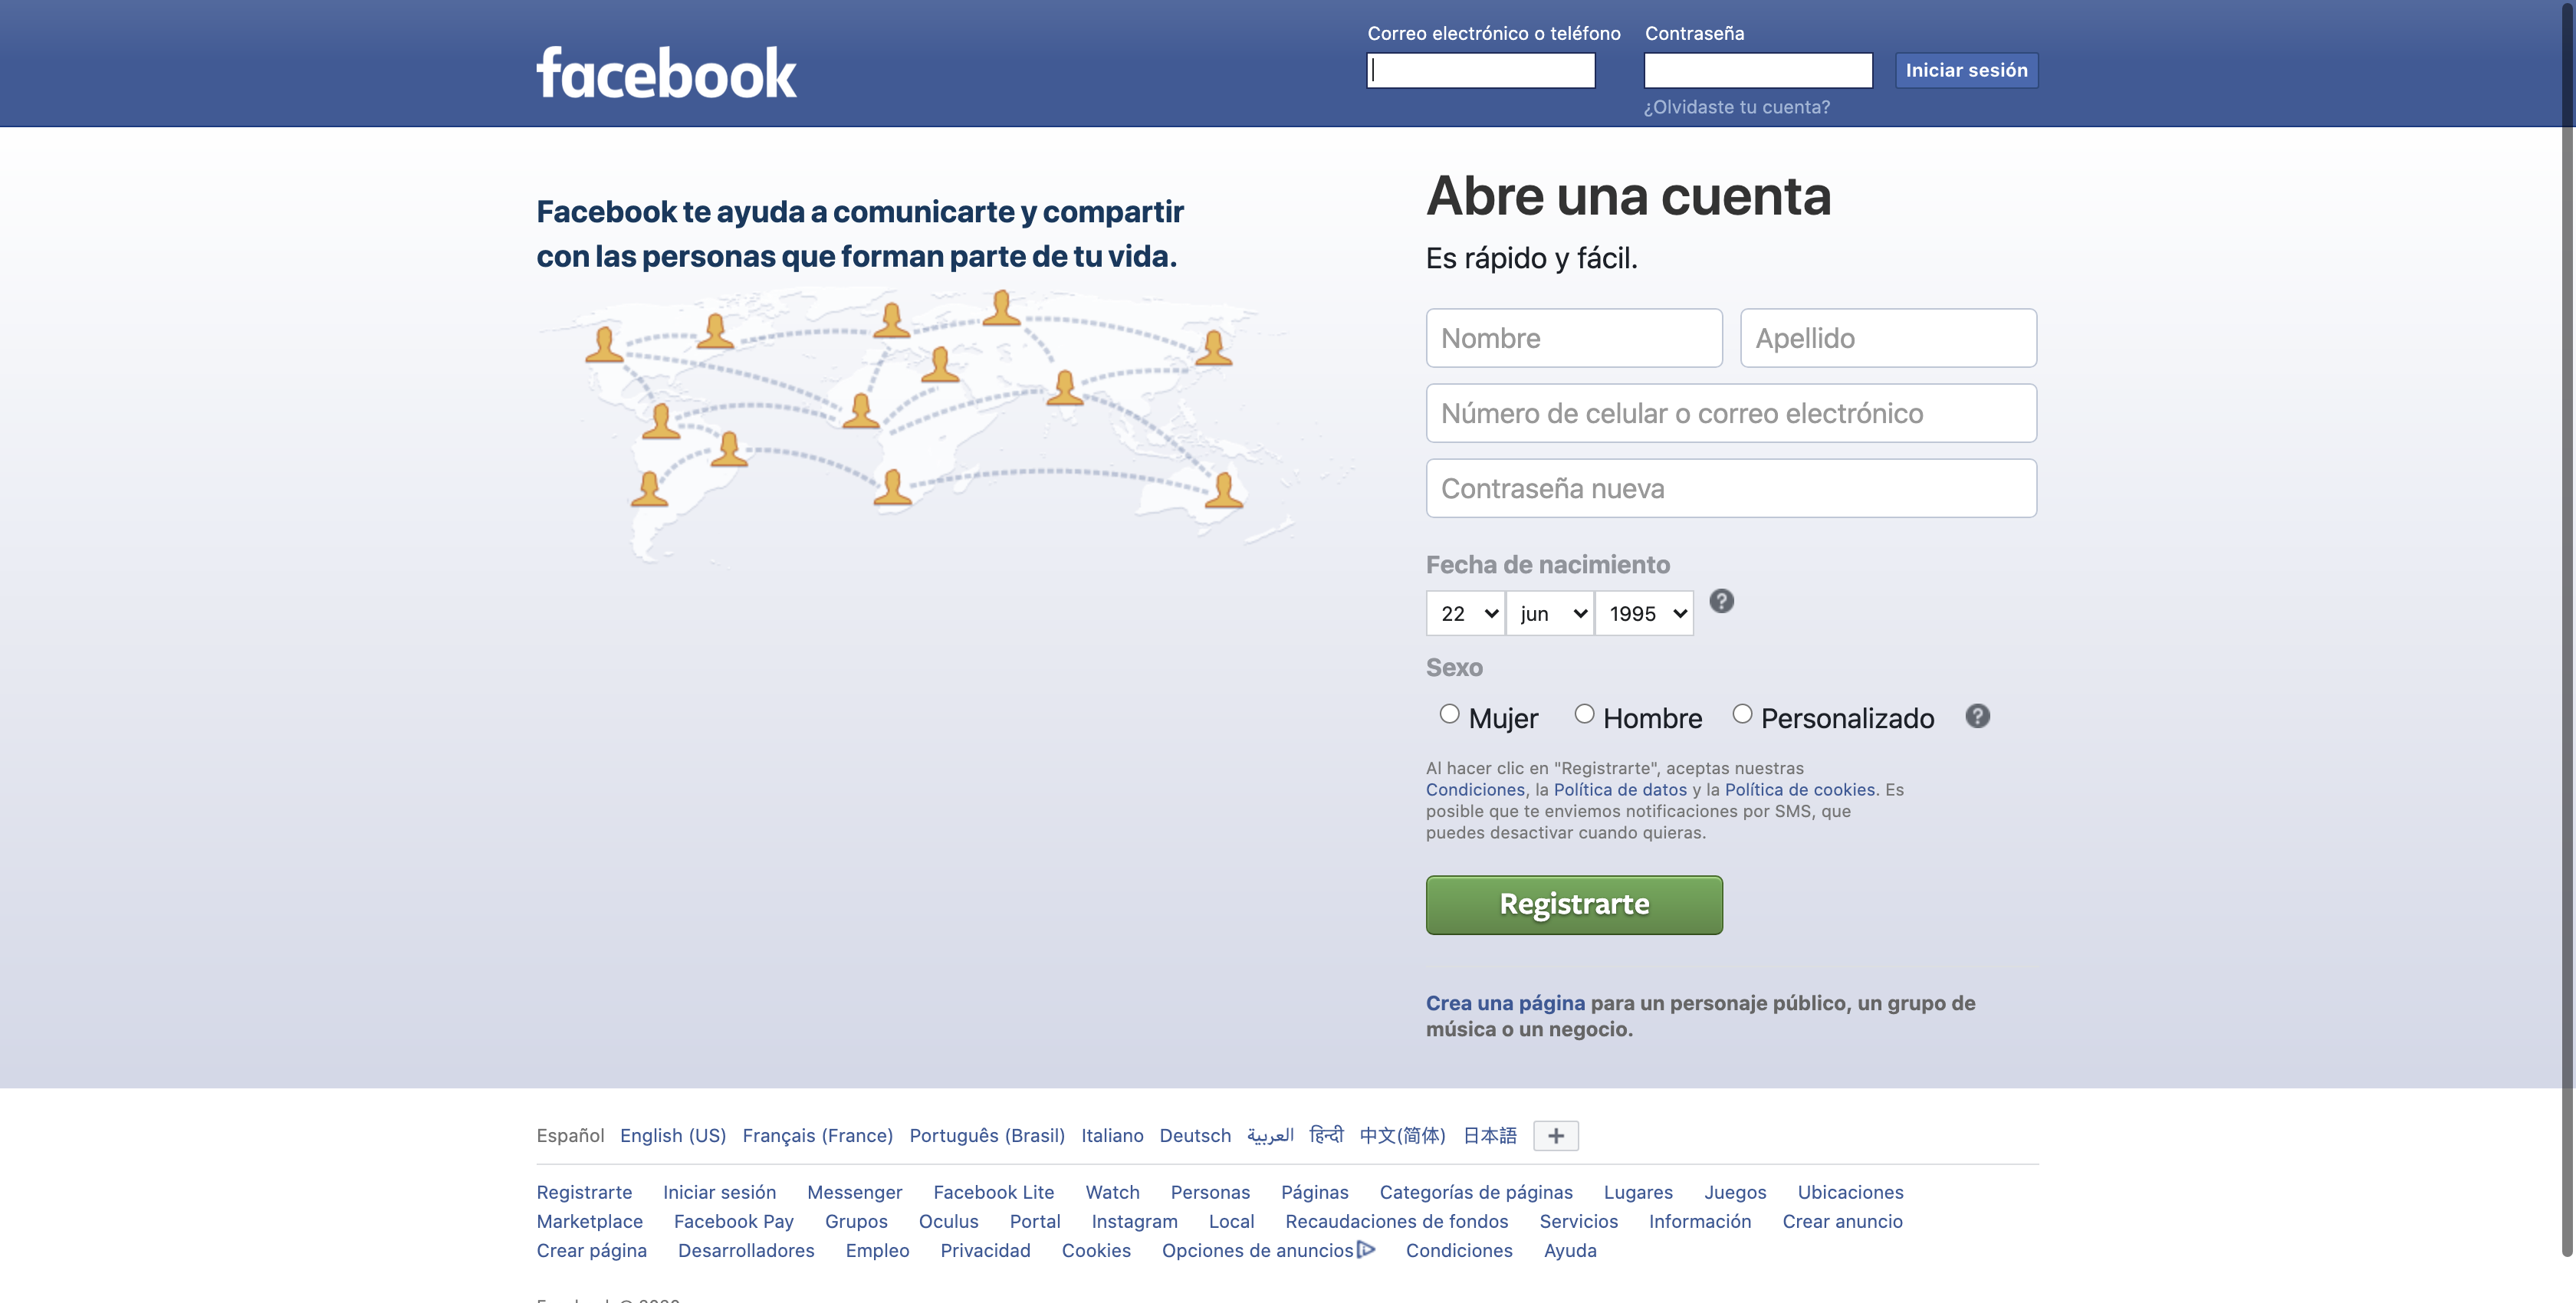 facebook
Correo electrónico o teléfono
Contraseña
Iniciar sesión
¿Olvidaste tu cuenta?
Facebook te ayuda a comunicarte y compartir
con las personas que forman parte de tu vida.
Abre una cuenta
Es rápido y fácil.
Nombre
Apellido
Número de celular o correo electrónico
Contraseña nueva
Fecha de nacimiento
22 jun 1995 ?
Sexo
Mujer Hombre Personalizado ?
Al hacer clic en "Registrarte", aceptas nuestras
Condiciones, la Política de datos y la Política de cookies. Es
posible que te enviemos notificaciones por SMS, que
puedes desactivar cuando quieras.
Registrarte
Crea una página para un personaje público, un grupo de
música o un negocio.
Español English (US) Français (France) Português (Brasil) Italiano Deutsch العربية हिन्दी 中文(简体) 日本語 +
Registrarte Iniciar sesión Messenger Facebook Lite Watch Personas Páginas Categorías de páginas Lugares Juegos Ubicaciones
Marketplace Facebook Pay Grupos Oculus Portal Instagram Local Recaudaciones de fondos Servicios Información Crear anuncio
Crear página Desarrolladores Empleo Privacidad Cookies Opciones de anuncios Condiciones Ayuda